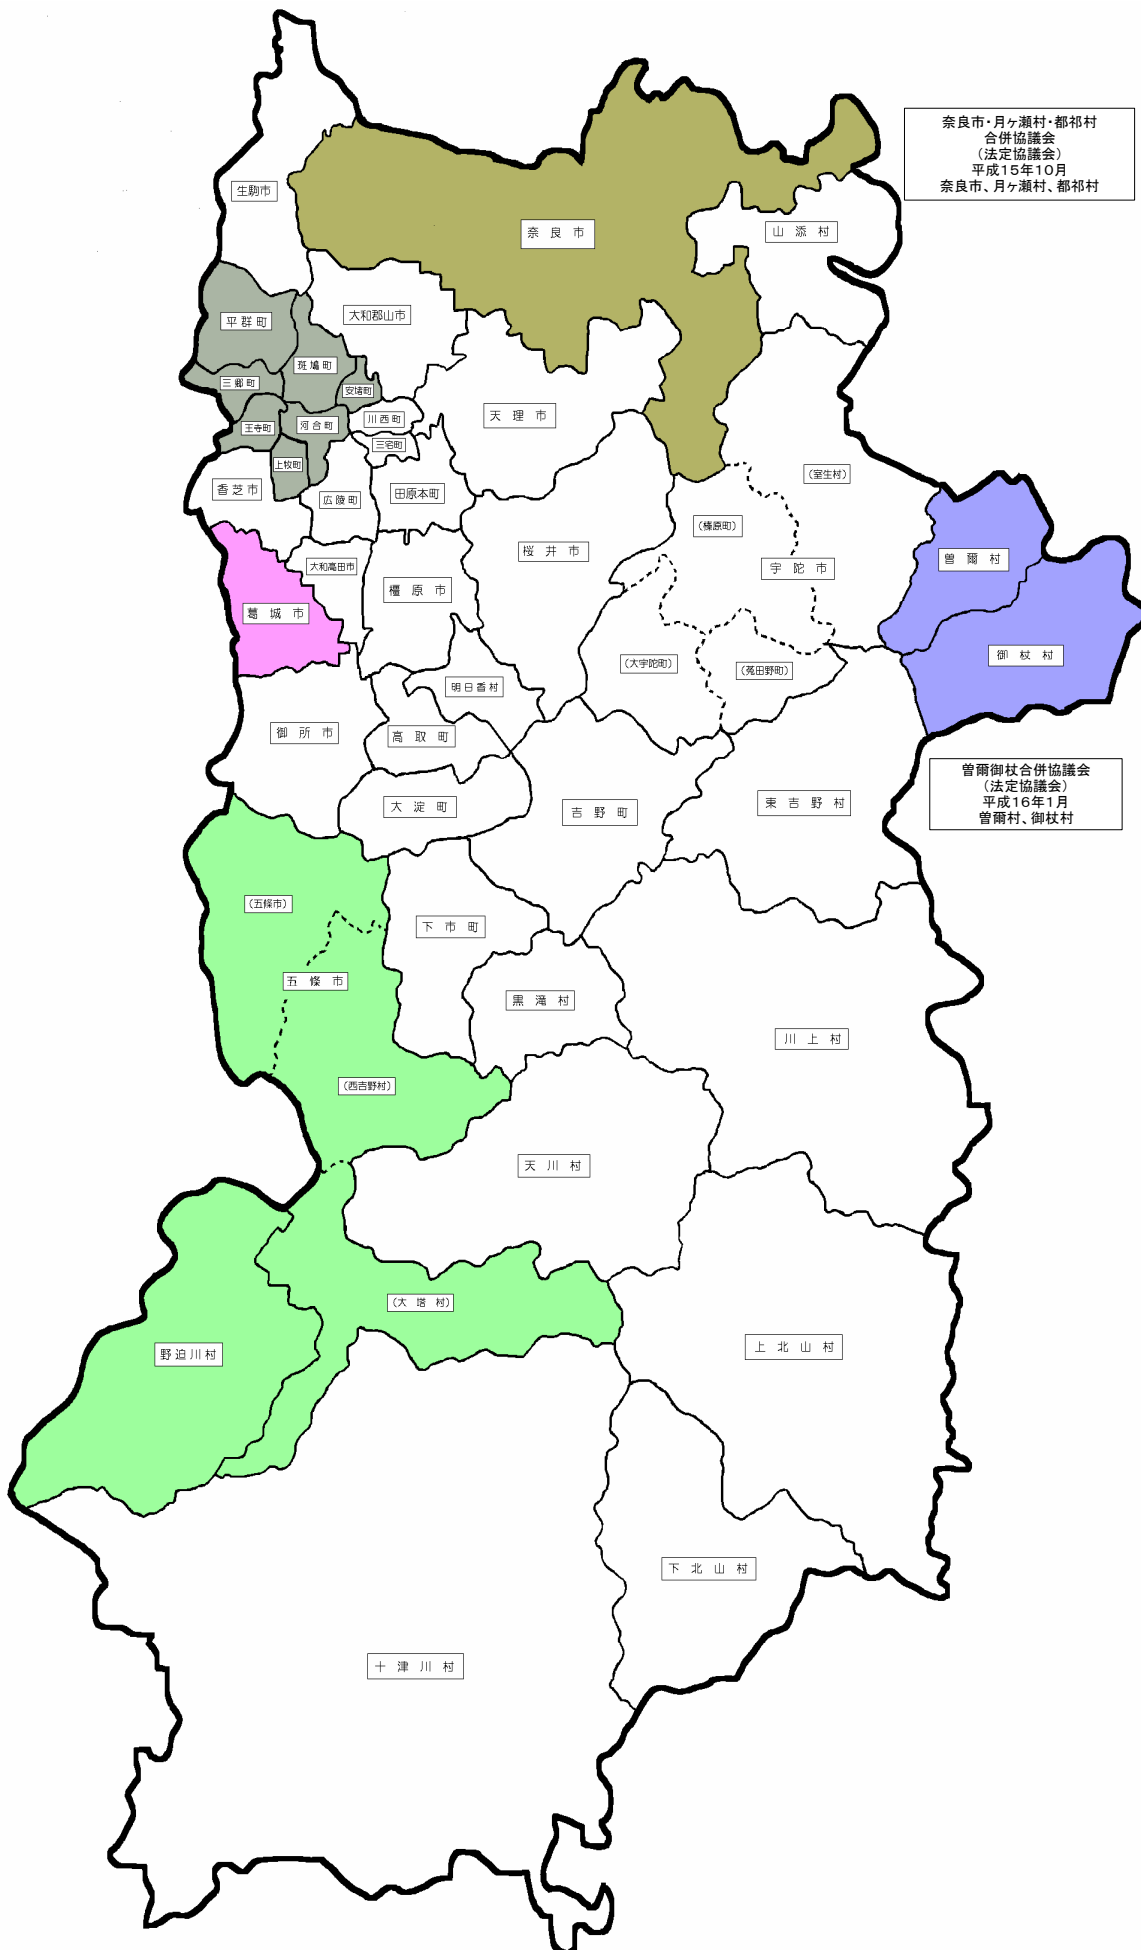 奈良市・月ヶ瀬村・都祁村
合併協議会
(法定協議会)
平成15年10月
奈良市、月ヶ瀬村、都祁村
生駒市
奈良市
山添村
平群町
大和郡山市
斑鳩町
三郷町
安堵町
王寺町
河合町
川西町
天理市
三宅町
上牧町
香芝市
広陵町
田原本町
(室生村)
(榛原町)
桜井市
曽爾村
大和高田市
橿原市
宇陀市
葛城市
御杖村
(大宇陀町)
(菟田野町)
明日香村
御所市
高取町
曽爾御杖合併協議会
(法定協議会)
平成16年1月
曽爾村、御杖村
大淀町
吉野町
東吉野村
(五條市)
下市町
五條市
黒滝村
川上村
(西吉野村)
天川村
(大塔村)
野迫川村
上北山村
下北山村
十津川村